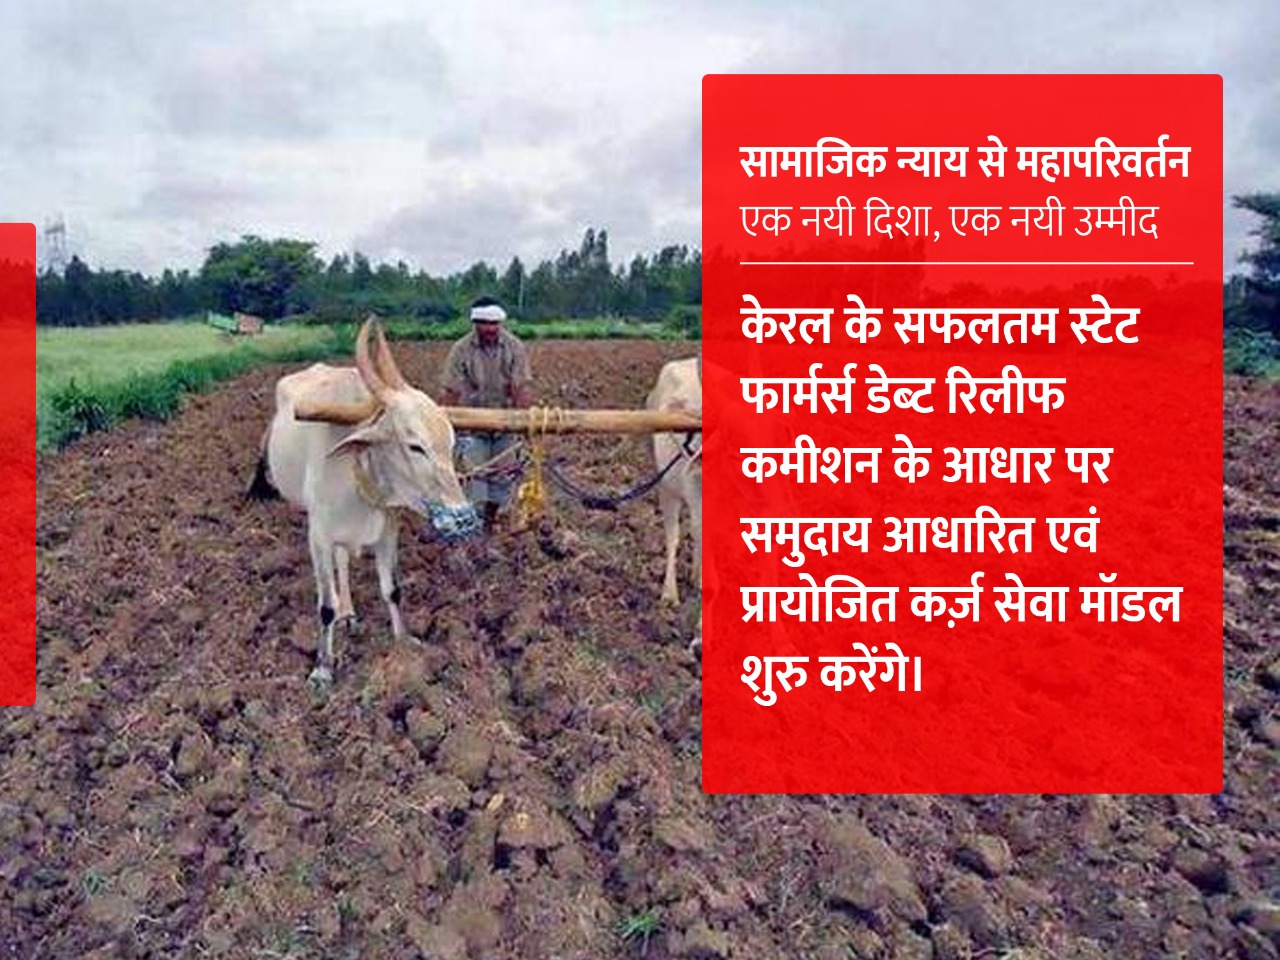 सामाजिक न्याय से महापरिवर्तन
एक नयी दिशा, एक नयी उम्मीद
केरल के सफलतम स्टेट
फार्मर्स डेब्ट रिलीफ
कमीशन के आधार पर
समुदाय आधारित एवं
प्रायोजित कर्ज़ सेवा मॉडल
शुरु करेंगे।